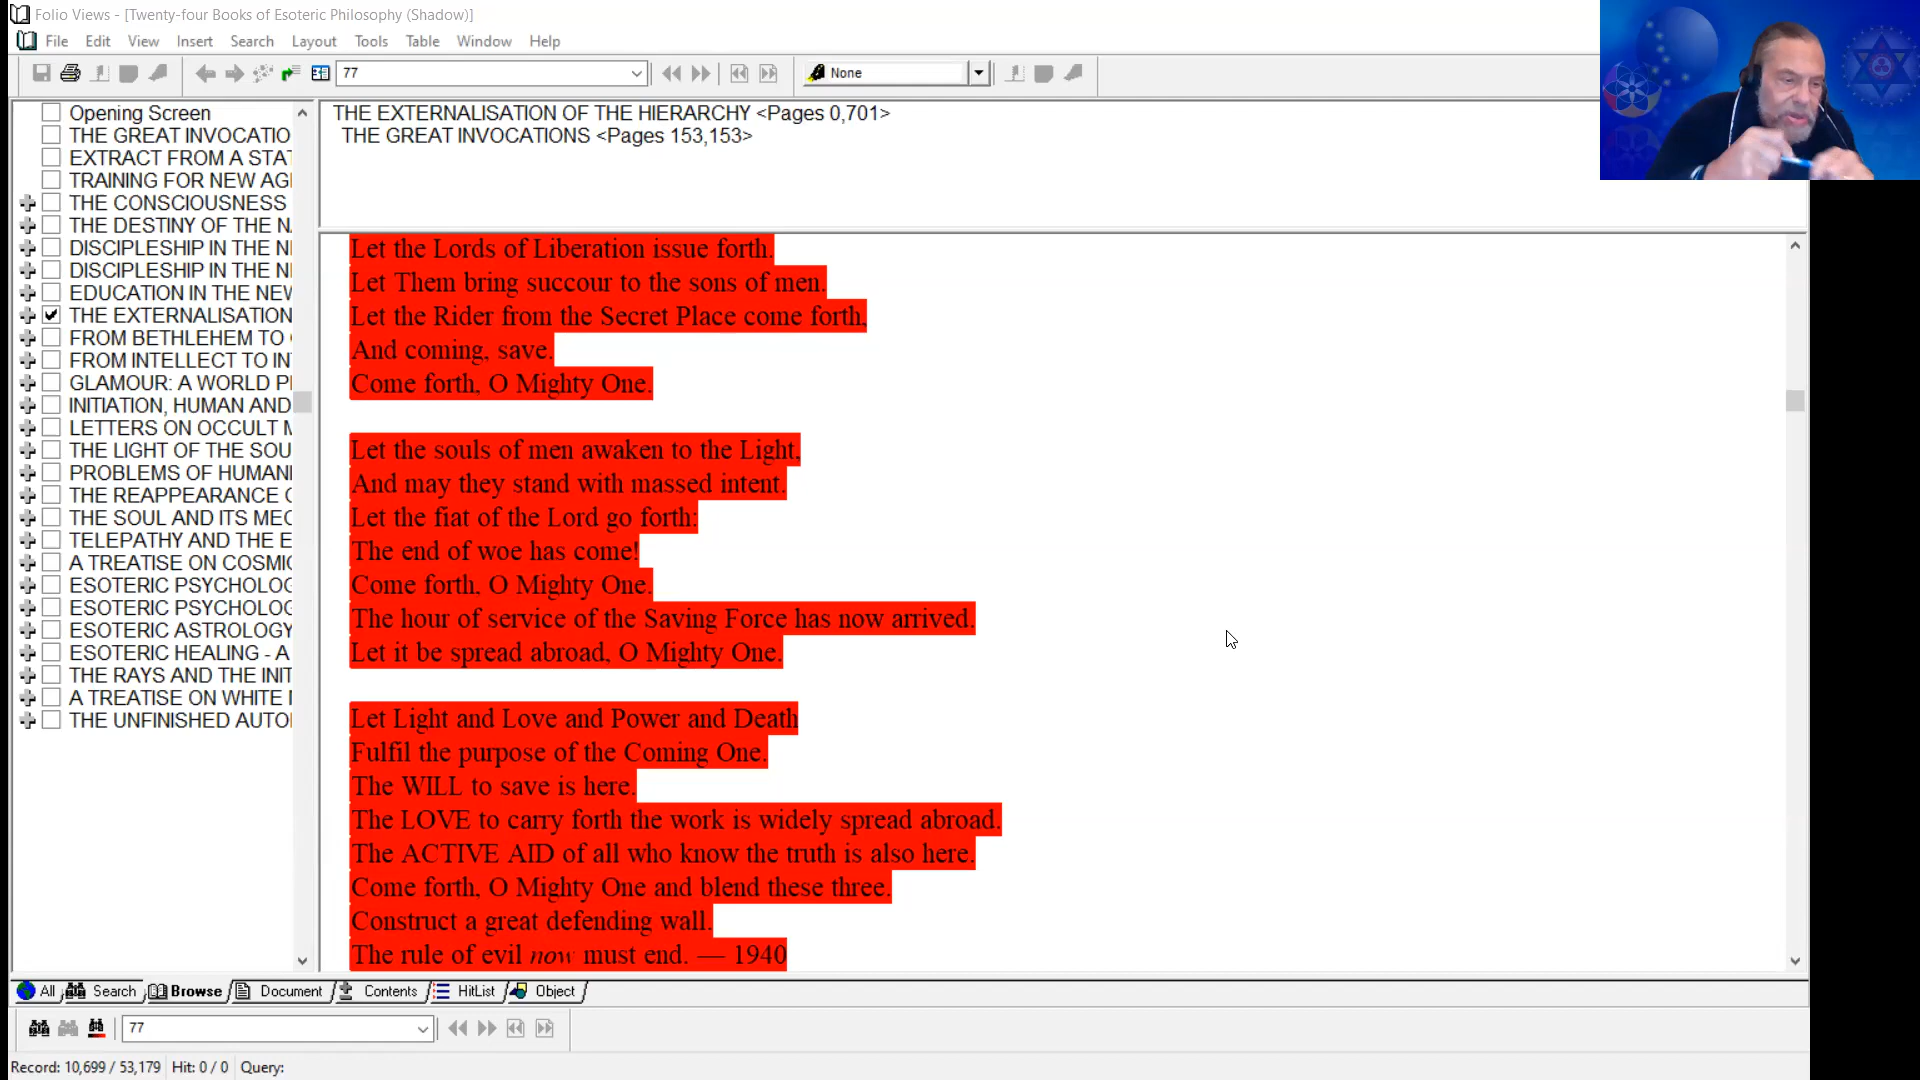 Folio Views - [Twenty-four Books of Esoteric Philosophy (Shadow)]
File Edit View Insert Search Layout Tools Table Window Help
77 None
Opening Screen
THE GREAT INVOCATIO
EXTRACT FROM A STAT
TRAINING FOR NEW AG
THE CONSCIOUSNESS
THE DESTINY OF THE N
DISCIPLESHIP IN THE N
DISCIPLESHIP IN THE N
EDUCATION IN THE NEW
THE EXTERNALISATION
FROM BETHLEHEM TO
FROM INTELLECT TO IN
GLAMOUR: A WORLD P
INITIATION, HUMAN AND
LETTERS ON OCCULT M
THE LIGHT OF THE SOU
PROBLEMS OF HUMANI
THE REAPPEARANCE
THE SOUL AND ITS MEC
TELEPATHY AND THE E
A TREATISE ON COSMIC
ESOTERIC PSYCHOLOG
ESOTERIC PSYCHOLOG
ESOTERIC ASTROLOGY
ESOTERIC HEALING - A
THE RAYS AND THE INIT
A TREATISE ON WHITE
THE UNFINISHED AUTO
THE EXTERNALISATION OF THE HIERARCHY <Pages 0,701>
THE GREAT INVOCATIONS <Pages 153,153>
Let the Lords of Liberation issue forth.
Let Them bring succour to the sons of men.
Let the Rider from the Secret Place come forth,
And coming, save.
Come forth, O Mighty One.
Let the souls of men awaken to the Light,
And may they stand with massed intent.
Let the fiat of the Lord go forth:
The end of woe has come!
Come forth, O Mighty One.
The hour of service of the Saving Force has now arrived.
Let it be spread abroad, O Mighty One.
Let Light and Love and Power and Death
Fulfil the purpose of the Coming One.
The WILL to save is here.
The LOVE to carry forth the work is widely spread abroad.
The ACTIVE AID of all who know the truth is also here.
Come forth, O Mighty One and blend these three.
Construct a great defending wall.
The rule of evil now must end. — 1940
All Search Browse Document Contents HitList Object
77
Record: 10,699 / 53,179 Hit: 0 / 0 Query: